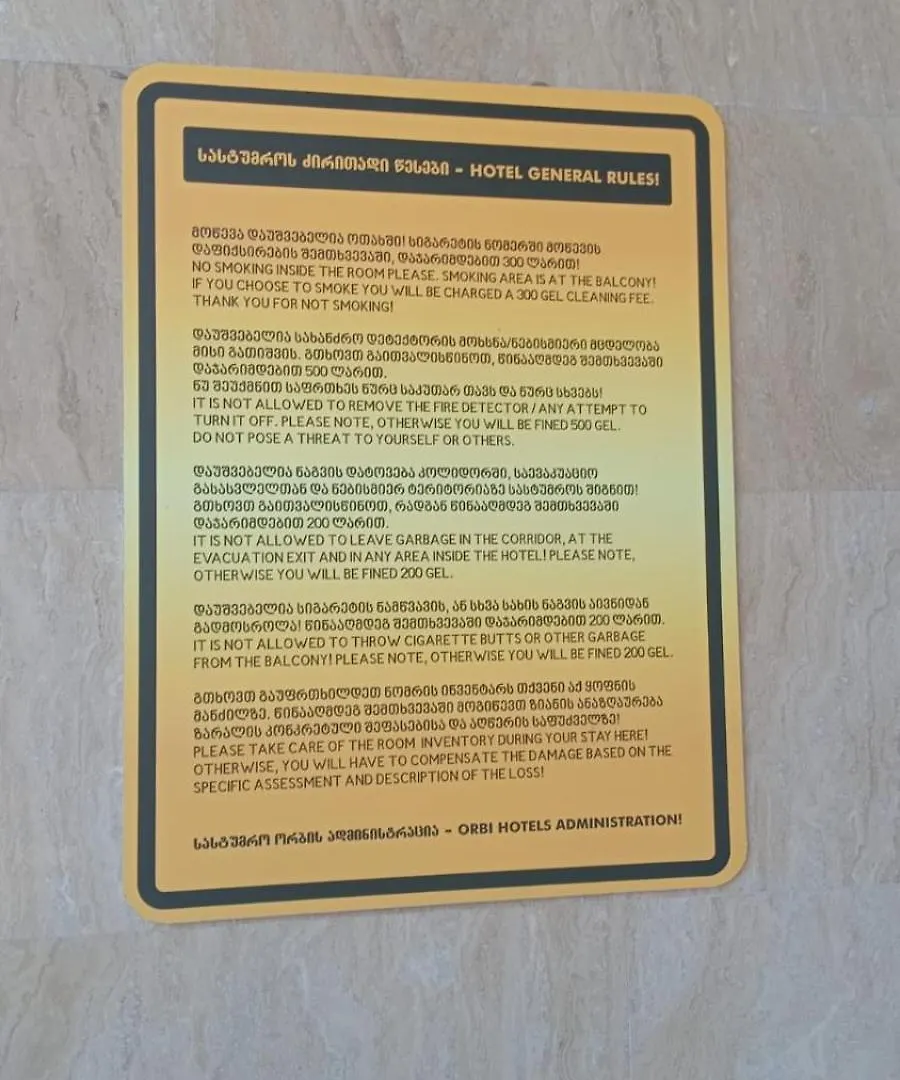 სასტუმროს ძირითადი წესები - HOTEL GENERAL RULES!
მოწევა დაუშვებელია ოთახში! სიგარეტის ნომერში მოწევის
დაფიქსირების შემთხვევაში, დაჯარიმდებით 300 ლარით!
NO SMOKING INSIDE THE ROOM PLEASE. SMOKING AREA IS AT THE BALCONY!
IF YOU CHOOSE TO SMOKE YOU WILL BE CHARGED A 300 GEL CLEANING FEE.
THANK YOU FOR NOT SMOKING!
დაუშვებელია სახანძრო დეტექტორის მოხსნა/ნებისმიერი მცდელობა
მისი გათიშვის. გთხოვთ გაითვალისწინოთ, წინააღმდეგ შემთხვევაში
დაჯარიმდებით 500 ლარით.
ნუ შეუქმნით საფრთხეს ნურც საკუთარ თავს და ნურც სხვებს!
IT IS NOT ALLOWED TO REMOVE THE FIRE DETECTOR / ANY ATTEMPT TO
TURN IT OFF. PLEASE NOTE, OTHERWISE YOU WILL BE FINED 500 GEL.
DO NOT POSE A THREAT TO YOURSELF OR OTHERS.
დაუშვებელია ნაგვის დატოვება კოლიდორში, საევაკუაციო
გასასვლელთან და ნებისმიერ ტერიტორიაზე სასტუმროს შიგნით!
გთხოვთ გაითვალისწინოთ, რადგან წინააღმდეგ შემთხვევაში
დაჯარიმდებით 200 ლარით.
IT IS NOT ALLOWED TO LEAVE GARBAGE IN THE CORRIDOR, AT THE
EVACUATION EXIT AND IN ANY AREA INSIDE THE HOTEL! PLEASE NOTE,
OTHERWISE YOU WILL BE FINED 200 GEL.
დაუშვებელია სიგარეტის ნამწვავის, ან სხვა სახის ნაგვის აივნიდან
გადმოსროლა! წინააღმდეგ შემთხვევაში დაჯარიმდებით 200 ლარით.
IT IS NOT ALLOWED TO THROW CIGARETTE BUTTS OR OTHER GARBAGE
FROM THE BALCONY! PLEASE NOTE, OTHERWISE YOU WILL BE FINED 200 GEL.
გთხოვთ გაუფრთხილდეთ ნომრის ინვენტარს თქვენი აქ ყოფნის
მანძილზე. წინააღმდეგ შემთხვევაში მოგიწევთ ზიანის ანაზღაურება
ზარალის კონკრეტული შეფასებისა და აღწერის საფუძველზე!
PLEASE TAKE CARE OF THE ROOM INVENTORY DURING YOUR STAY HERE!
OTHERWISE, YOU WILL HAVE TO COMPENSATE THE DAMAGE BASED ON THE
SPECIFIC ASSESSMENT AND DESCRIPTION OF THE LOSS!
სასტუმრო ორბის ადმინისტრაცია - ORBI HOTELS ADMINISTRATION!